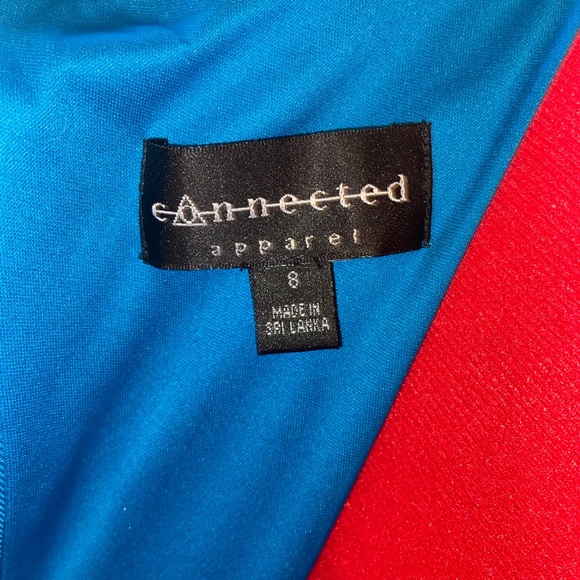 connected
apparel
8
MADE IN
SRI LANKA